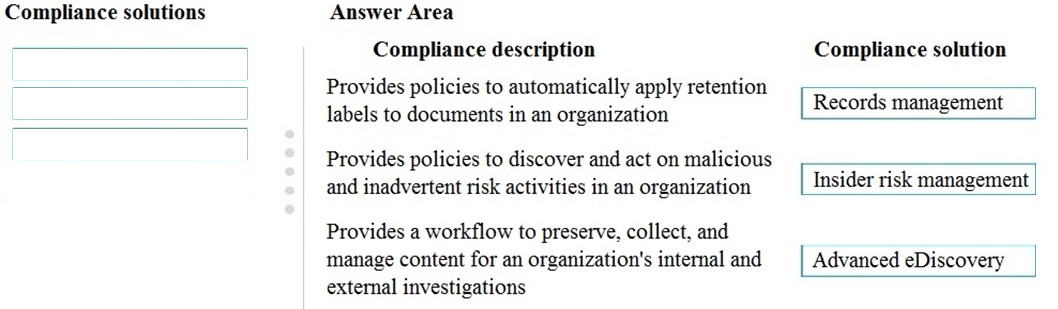 Compliance solutions
Answer Area
Compliance description
Compliance solution
Provides policies to automatically apply retention
labels to documents in an organization
Records management
Provides policies to discover and act on malicious
and inadvertent risk activities in an organization
Insider risk management
Provides a workflow to preserve, collect, and
manage content for an organization's internal and
external investigations
Advanced eDiscovery